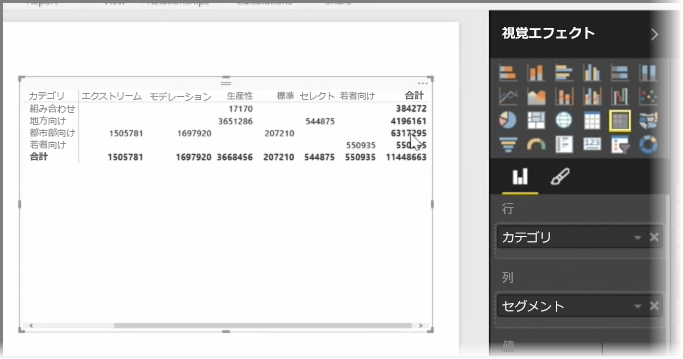 視覚エフェクト
カテゴリ エクストリーム モデレーション 生産性 標準 セレクト 若者向け 合計
組み合わせ 17170 384272
地方向け 3651286 544875 4196161
都市部向け 1505781 1697920 207210 6317295
若者向け 550935
合計 1505781 1697920 3668456 207210 544875 550935 11448663
行
カテゴリ
列
セグメント